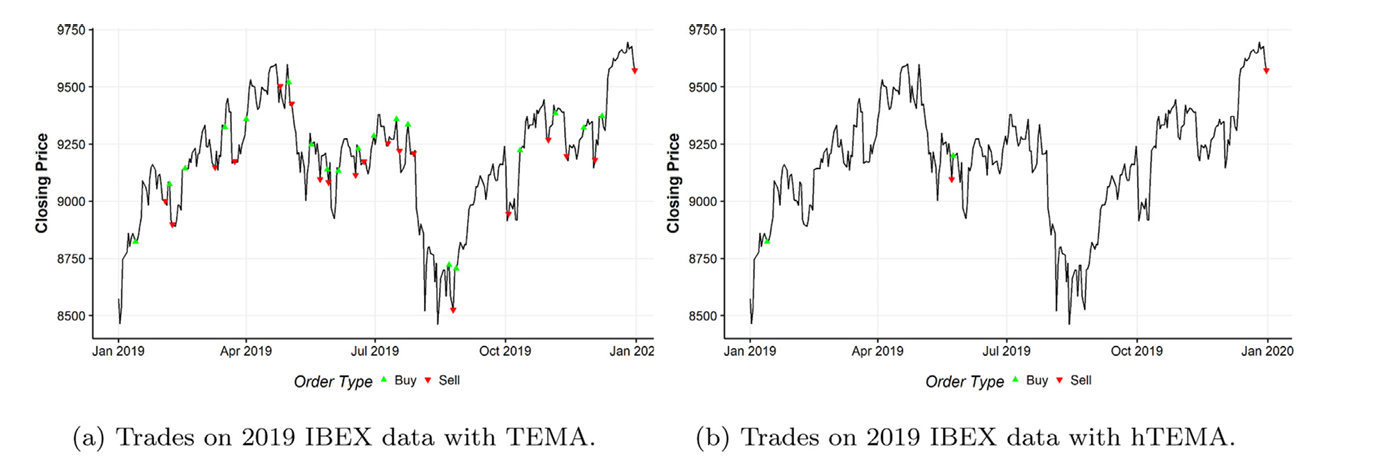 9750
9500
9250
9000
8750
8500
Closing Price
Jan 2019 Apr 2019 Jul 2019 Oct 2019 Jan 202
Order Type Buy Sell
(a) Trades on 2019 IBEX data with TEMA.
9750
9500
9250
9000
8750
8500
Closing Price
Jan 2019 Apr 2019 Jul 2019 Oct 2019 Jan 2020
Order Type Buy Sell
(b) Trades on 2019 IBEX data with hTEMA.